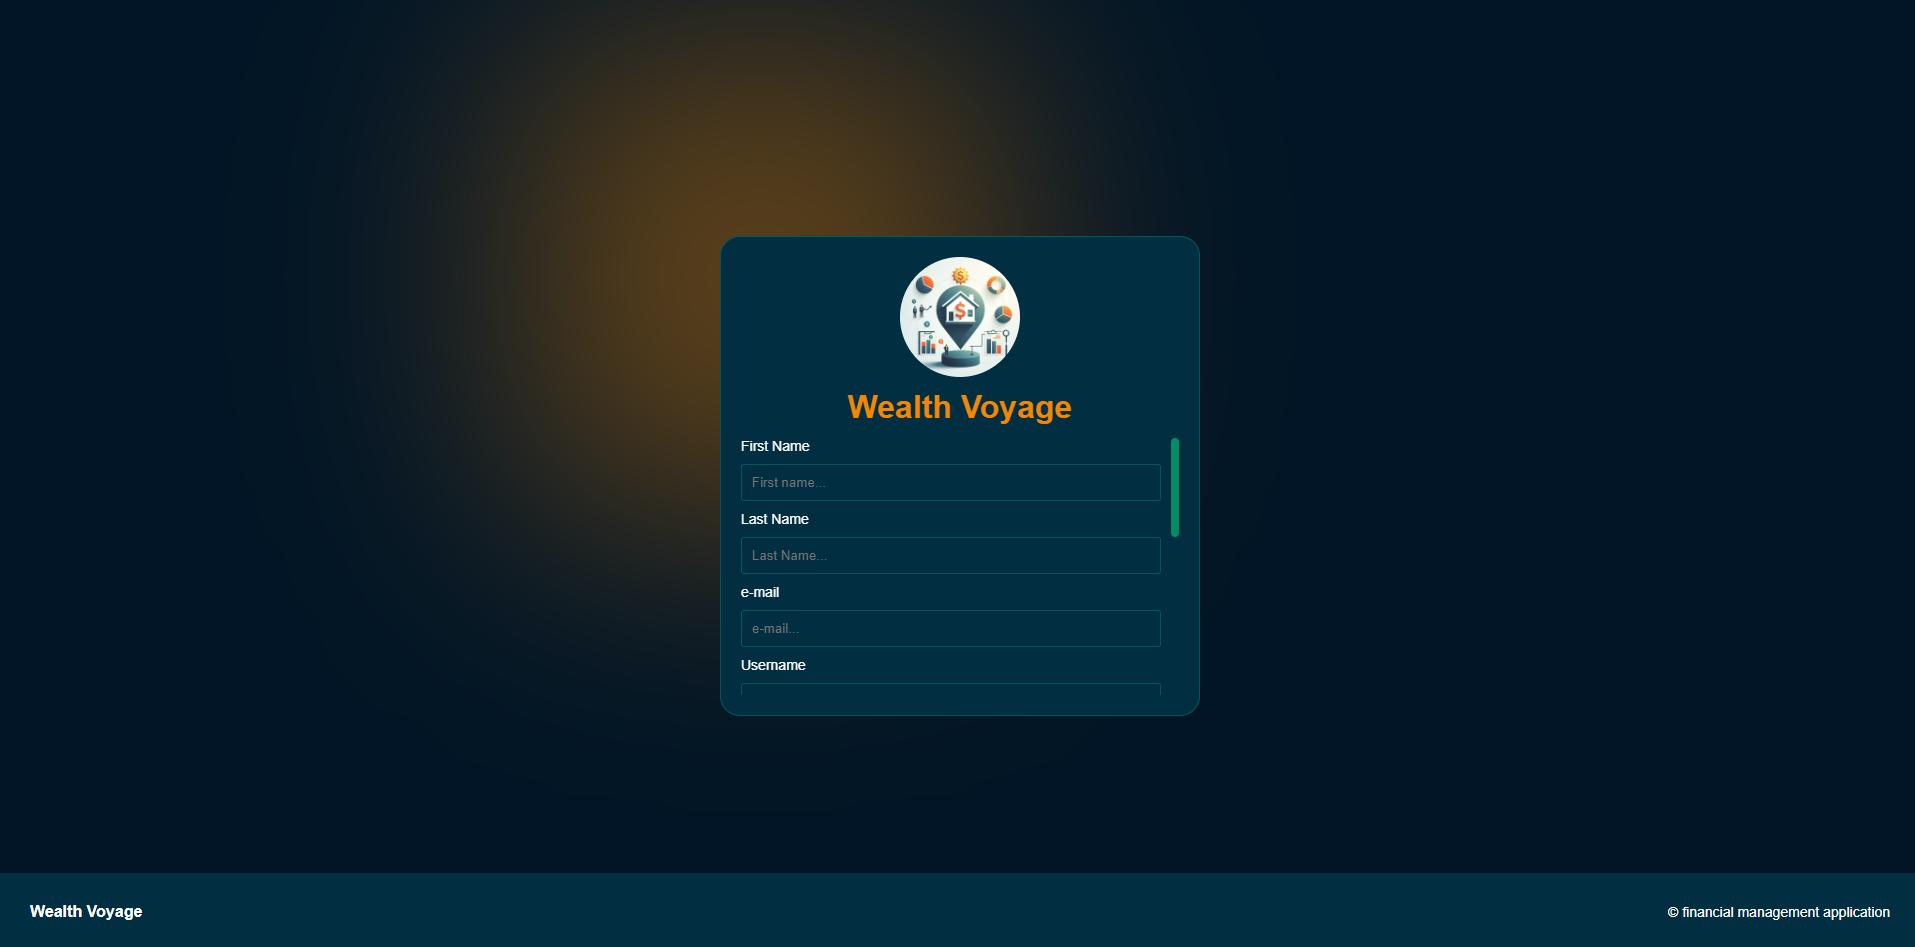 Wealth Voyage
First Name
First name...
Last Name
Last Name...
e-mail
e-mail...
Username
Wealth Voyage
© financial management application